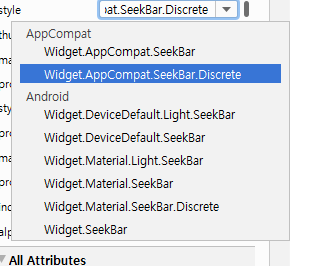 style
pat.SeekBar.Discrete
AppCompat
Widget.AppCompat.SeekBar
Widget.AppCompat.SeekBar.Discrete
Android
Widget.DeviceDefault.Light.SeekBar
Widget.DeviceDefault.SeekBar
Widget.Material.Light.SeekBar
Widget.Material.SeekBar
Widget.Material.SeekBar.Discrete
Widget.SeekBar
All Attributes